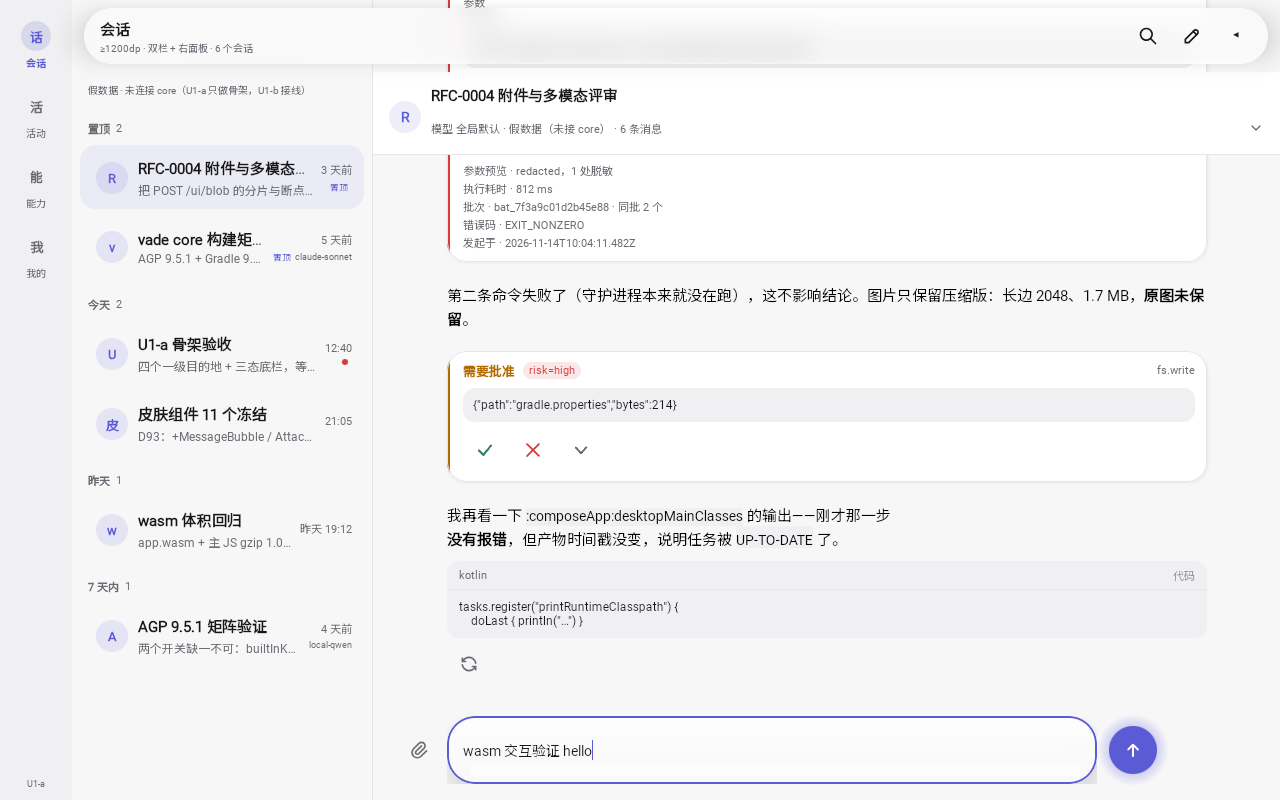 话
会话
活
活动
能
能力
我
我的
U1-a
会话
≥1200dp · 双栏 + 右面板 · 6 个会话
假数据 · 未连接 core（U1-a 只做骨架，U1-b 接线）
置顶 2
R
RFC-0004 附件与多模态…
3 天前
把 POST /ui/blob 的分片与断点…
置顶
v
vade core 构建矩…
5 天前
AGP 9.5.1 + Gradle 9.…
置顶 claude-sonnet
今天 2
U
U1-a 骨架验收
12:40
四个一级目的地 + 三态底栏，等…
皮
皮肤组件 11 个冻结
21:05
D93：+MessageBubble / Attac…
昨天 1
w
wasm 体积回归
昨天 19:12
app.wasm + 主 JS gzip 1.0…
7 天内 1
A
AGP 9.5.1 矩阵验证
4 天前
两个开关缺一不可：builtInK…
local-qwen
参数
R
RFC-0004 附件与多模态评审
模型 全局默认 · 假数据（未接 core） · 6 条消息
参数预览 · redacted，1 处脱敏
执行耗时 · 812 ms
批次 · bat_7f3a9c01d2b45e88 · 同批 2 个
错误码 · EXIT_NONZERO
发起于 · 2026-11-14T10:04:11.482Z
第二条命令失败了（守护进程本来就没在跑），这不影响结论。图片只保留压缩版：长边 2048、1.7 MB，原图未保
留。
需要批准 risk=high
fs.write
{"path":"gradle.properties","bytes":214}
我再看一下 :composeApp:desktopMainClasses 的输出——刚才那一步
没有报错，但产物时间戳没变，说明任务被 UP-TO-DATE 了。
kotlin
代码
tasks.register("printRuntimeClasspath") {
doLast { println("…") }
wasm 交互验证 hello